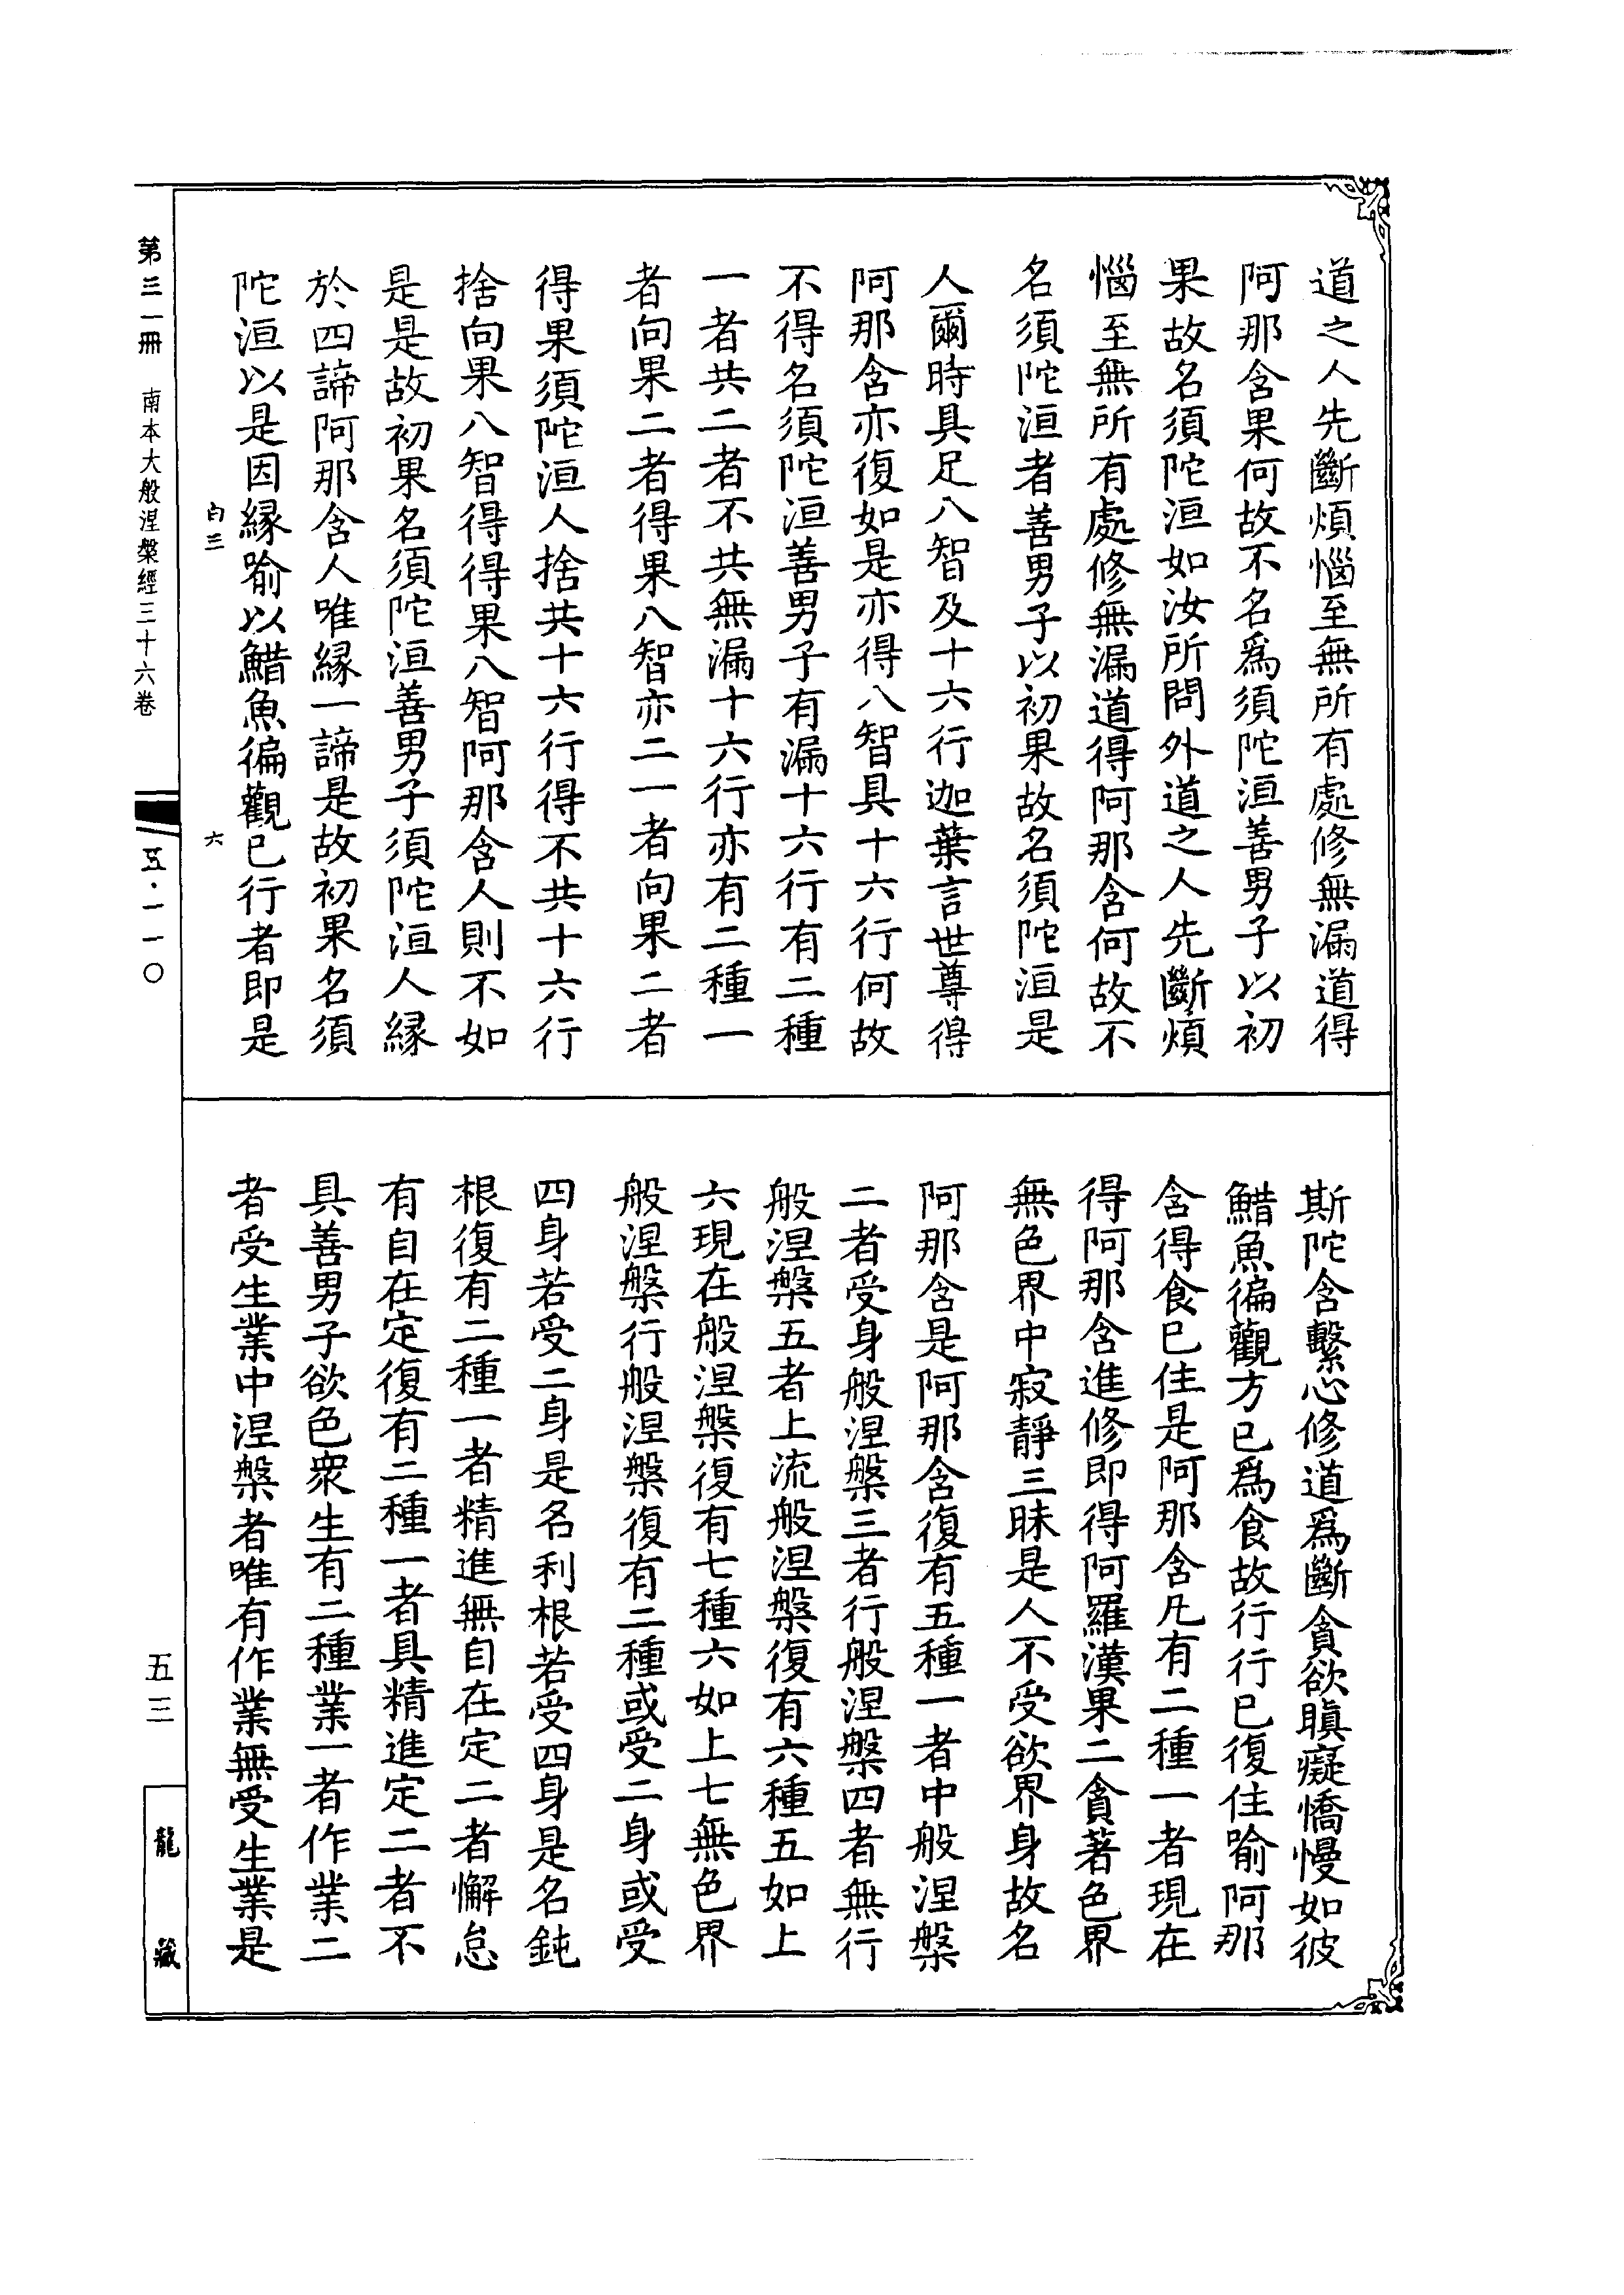 道之人先斷煩惱至無所有處修無漏道得
阿那含果何故不名爲須陀洹善男子以初
果故名須陀洹如汝所問外道之人先斷煩
惱至無所有處修無漏道得阿那含何故不
名須陀洹者善男子以初果故名須陀洹是
人爾時具足八智及十六行迦葉言世尊得
阿那含亦復如是亦得八智具十六行何故
不得名須陀洹善男子有漏十六行有二種
一者共二者不共無漏十六行亦有二種一
者向果二者得果八智亦二一者向果二者
得果須陀洹人捨共十六行得不共十六行
捨向果八智得得果八智阿那含人則不如
是是故初果名須陀洹善男子須陀洹人緣
於四諦阿那含人唯緣一諦是故初果名須
陀洹以是因緣喻以鯌魚徧觀已行者即是
斯陀含繫心修道爲斷貪欲瞋癡憍慢如彼
鯌魚徧觀方已爲食故行行已復住喻阿那
含得食已住是阿那含凡有二種一者現在
得阿那含進修即得阿羅漢果二貪著色界
無色界中寂靜三昧是人不受欲界身故名
阿那含是阿那含復有五種一者中般涅槃
二者受身般涅槃三者行般涅槃四者無行
般涅槃五者上流般涅槃復有六種五如上
六現在般涅槃復有七種六如上七無色界
般涅槃行般涅槃復有二種或受二身或受
四身若受二身是名利根若受四身是名鈍
根復有二種一者精進無自在定二者懈怠
有自在定復有二種一者具精進定二者不
具善男子欲色衆生有二種業一者作業二
者受生業中涅槃者唯有作業無受生業是
白三
六
第三一冊 南本大般涅槃經三十六卷
五·一一〇
五三
龍藏